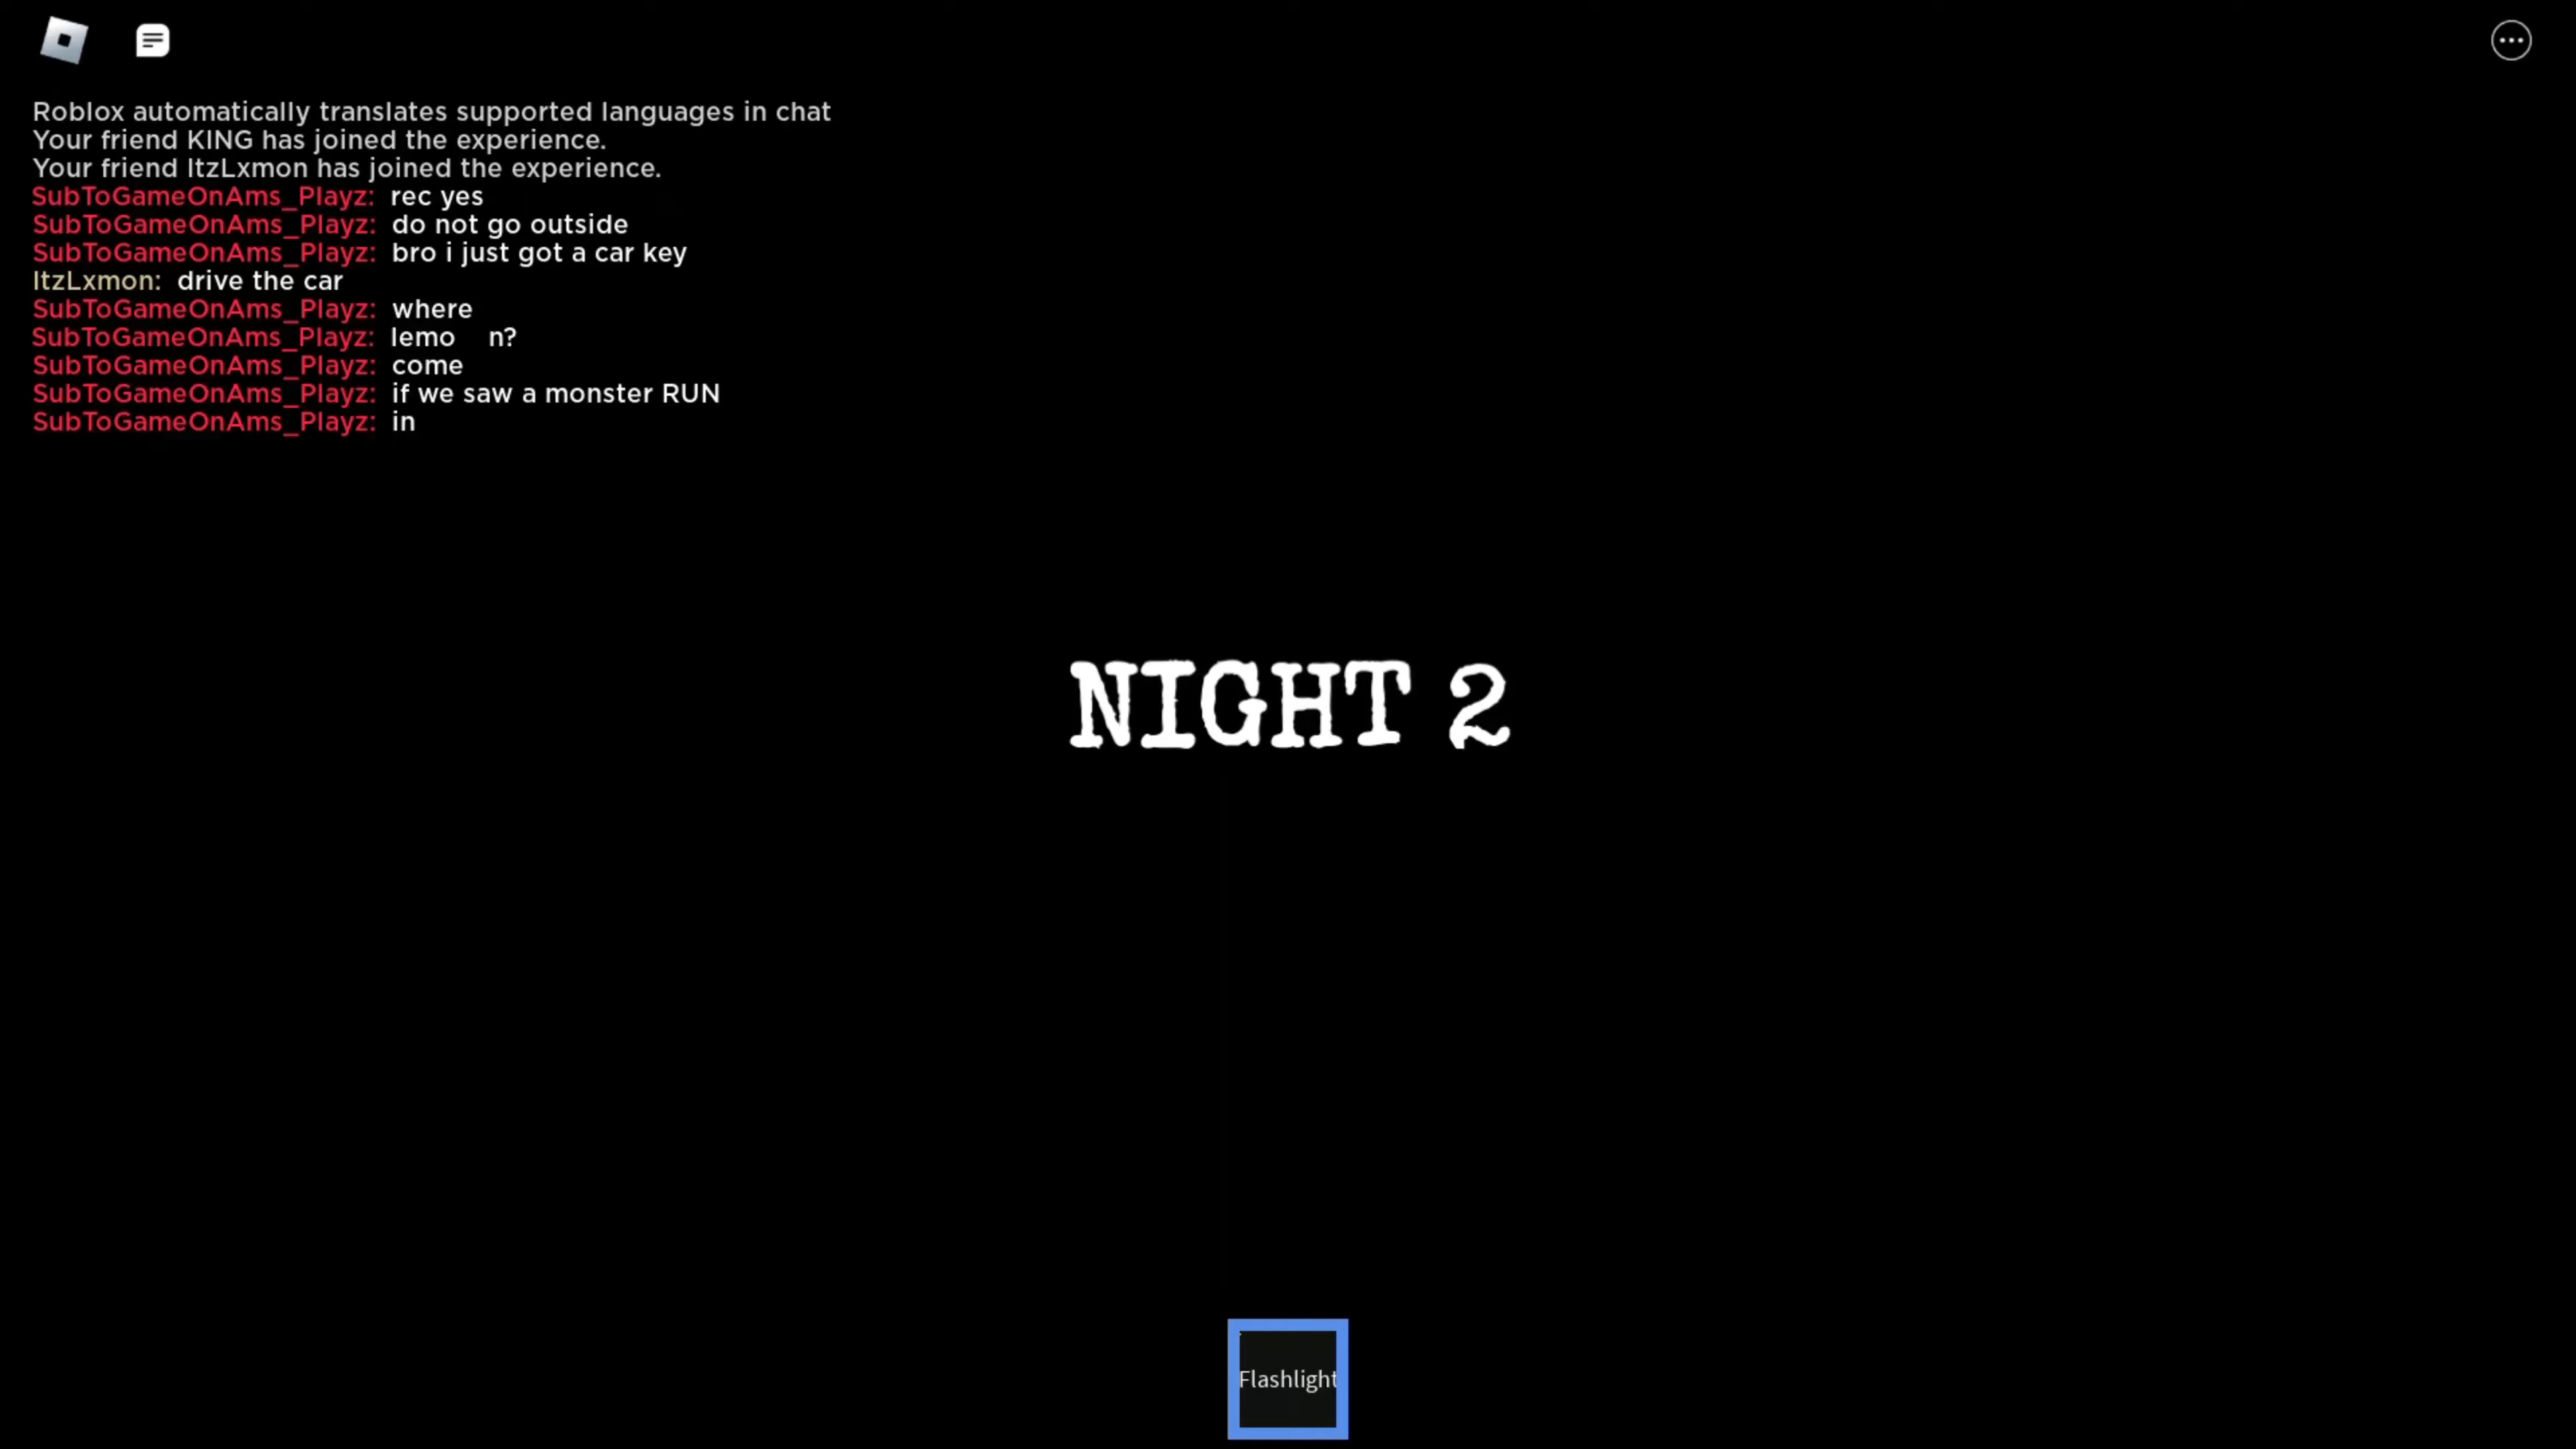 Roblox automatically translates supported languages in chat
Your friend KING has joined the experience.
Your friend ItzLxmon has joined the experience.
SubToGameOnAms_Playz: rec yes
SubToGameOnAms_Playz: do not go outside
SubToGameOnAms_Playz: bro i just got a car key
ItzLxmon: drive the car
SubToGameOnAms_Playz: where
SubToGameOnAms_Playz: lemo n?
SubToGameOnAms_Playz: come
SubToGameOnAms_Playz: if we saw a monster RUN
SubToGameOnAms_Playz: in
NIGHT 2
Flashlight